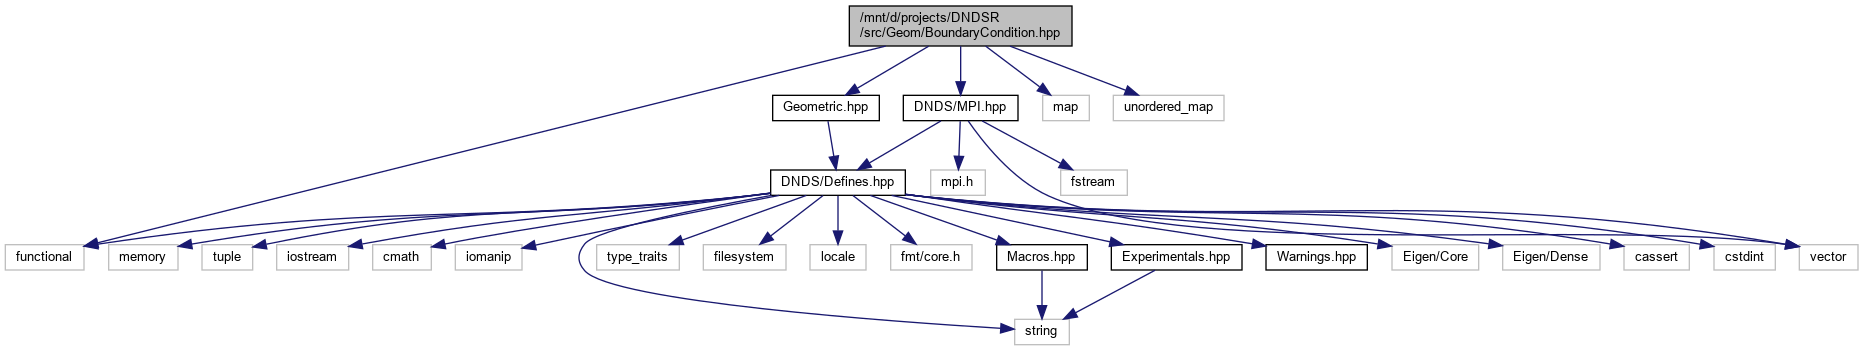 /mnt/d/projects/DNDSR
/src/Geom/BoundaryCondition.hpp
Geometric.hpp
DNDS/MPI.hpp
map
unordered_map
DNDS/Defines.hpp
mpi.h
fstream
functional
memory
tuple
iostream
cmath
iomanip
type_traits
filesystem
locale
fmt/core.h
Macros.hpp
Experimentals.hpp
Warnings.hpp
Eigen/Core
Eigen/Dense
cassert
cstdint
vector
string